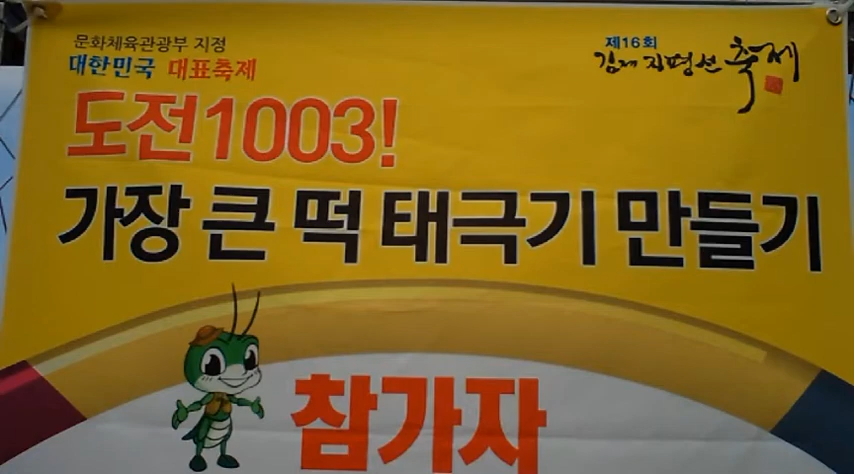 문화체육관광부 지정
대한민국 대표축제
제16회
김제 지평선 축제
도전1003!
가장 큰 떡 태극기 만들기
참가자